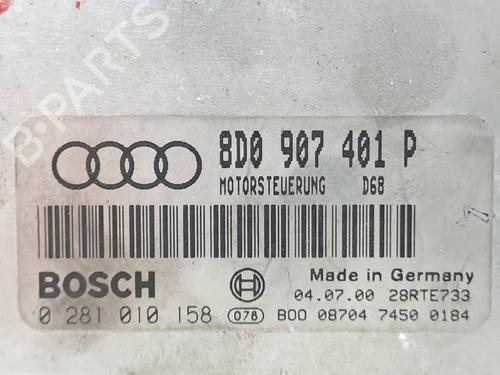 8D0 907 401 P
MOTORSTEUERUNG D68
BOSCH
Made in Germany
04.07.00 28RTE733
0 281 010 158 078 B00 08704 7450 0184
B-PARTS